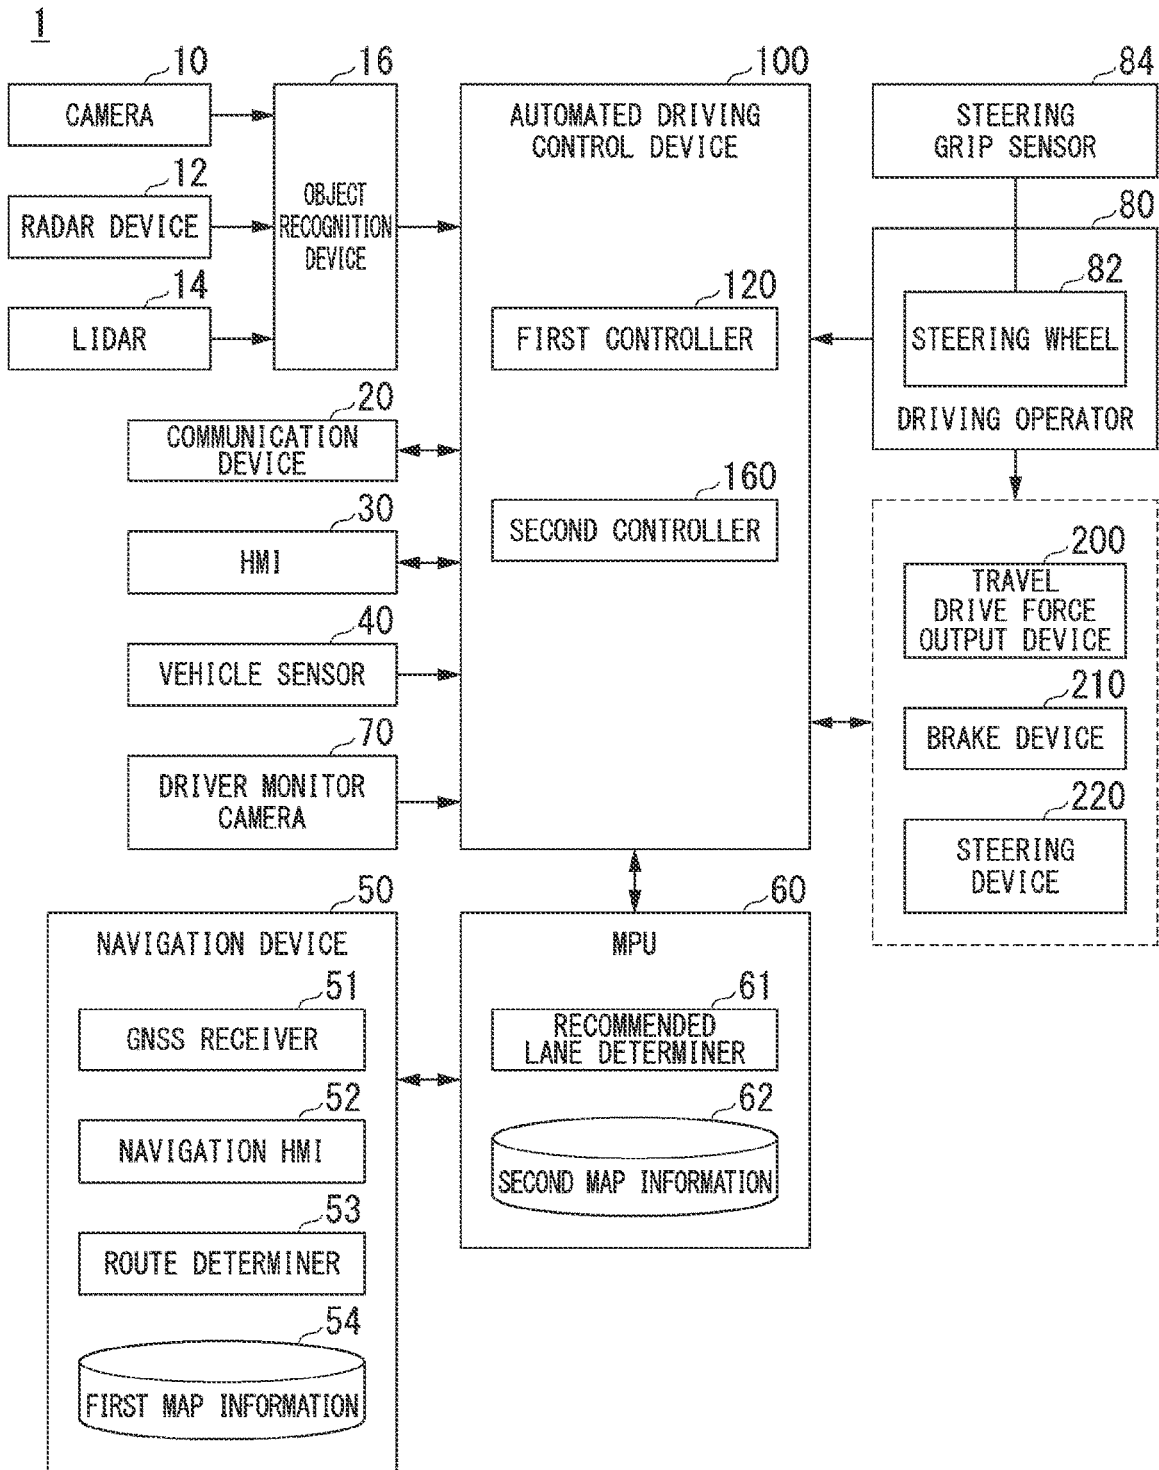 1
10
CAMERA
12
RADAR DEVICE
14
LIDAR
16
OBJECT
RECOGNITION
DEVICE
20
COMMUNICATION
DEVICE
30
HMI
40
VEHICLE SENSOR
70
DRIVER MONITOR
CAMERA
100
AUTOMATED DRIVING
CONTROL DEVICE
120
FIRST CONTROLLER
160
SECOND CONTROLLER
84
STEERING
GRIP SENSOR
80
82
STEERING WHEEL
DRIVING OPERATOR
200
TRAVEL
DRIVE FORCE
OUTPUT DEVICE
210
BRAKE DEVICE
220
STEERING
DEVICE
50
NAVIGATION DEVICE
51
GNSS RECEIVER
52
NAVIGATION HMI
53
ROUTE DETERMINER
54
FIRST MAP INFORMATION
60
MPU
61
RECOMMENDED
LANE DETERMINER
62
SECOND MAP INFORMATION